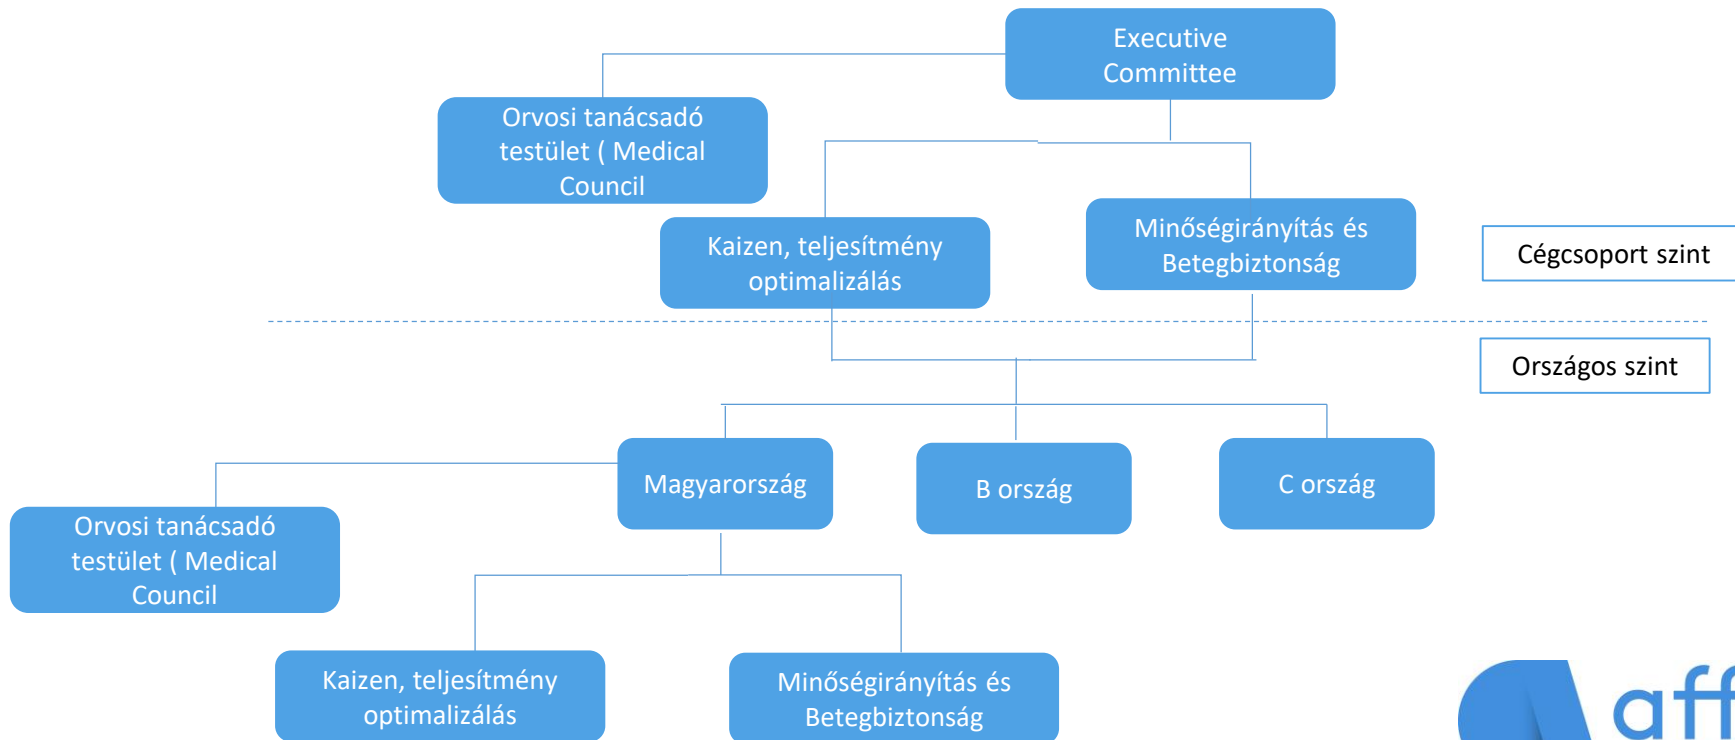 Executive
Committee
Orvosi tanácsadó
testület ( Medical
Council
Kaizen, teljesítmény
optimalizálás
Minőségirányítás és
Betegbiztonság
Cégcsoport szint
Országos szint
Magyarország
B ország
C ország
Orvosi tanácsadó
testület ( Medical
Council
Kaizen, teljesítmény
optimalizálás
Minőségirányítás és
Betegbiztonság